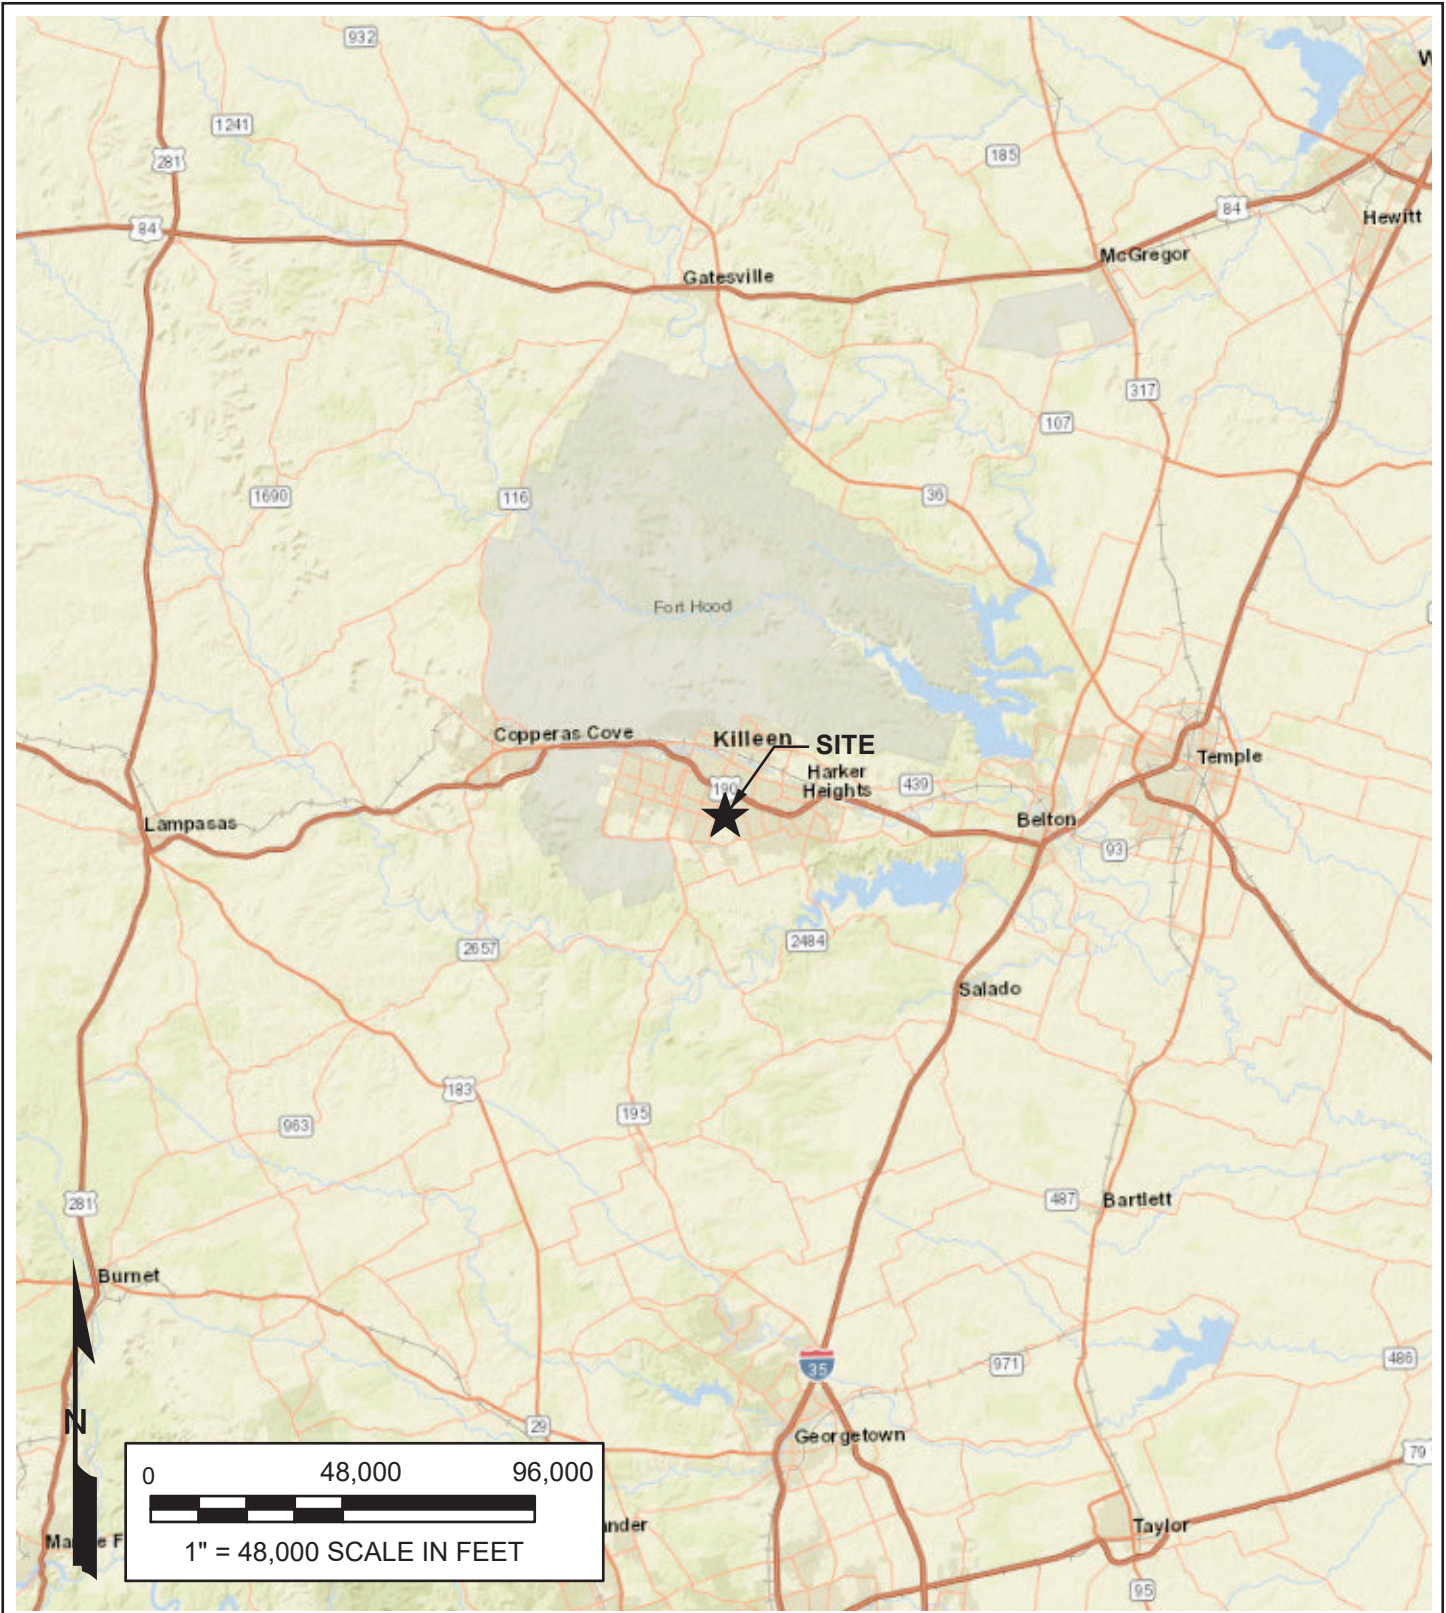 932
W
1241
281
185
84
84
Hewitt
McGregor
Gatesville
317
107
1690
116
36
Fort Hood
Copperas Cove
Killeen
SITE
Harker
Heights
439
190
Temple
Lampasas
Belton
93
2657
2484
Salado
183
195
963
281
487
Bartlett
Burnet
35
971
486
N
29
Georgetown
79
0 48,000 96,000
1" = 48,000 SCALE IN FEET
ander
Taylor
95